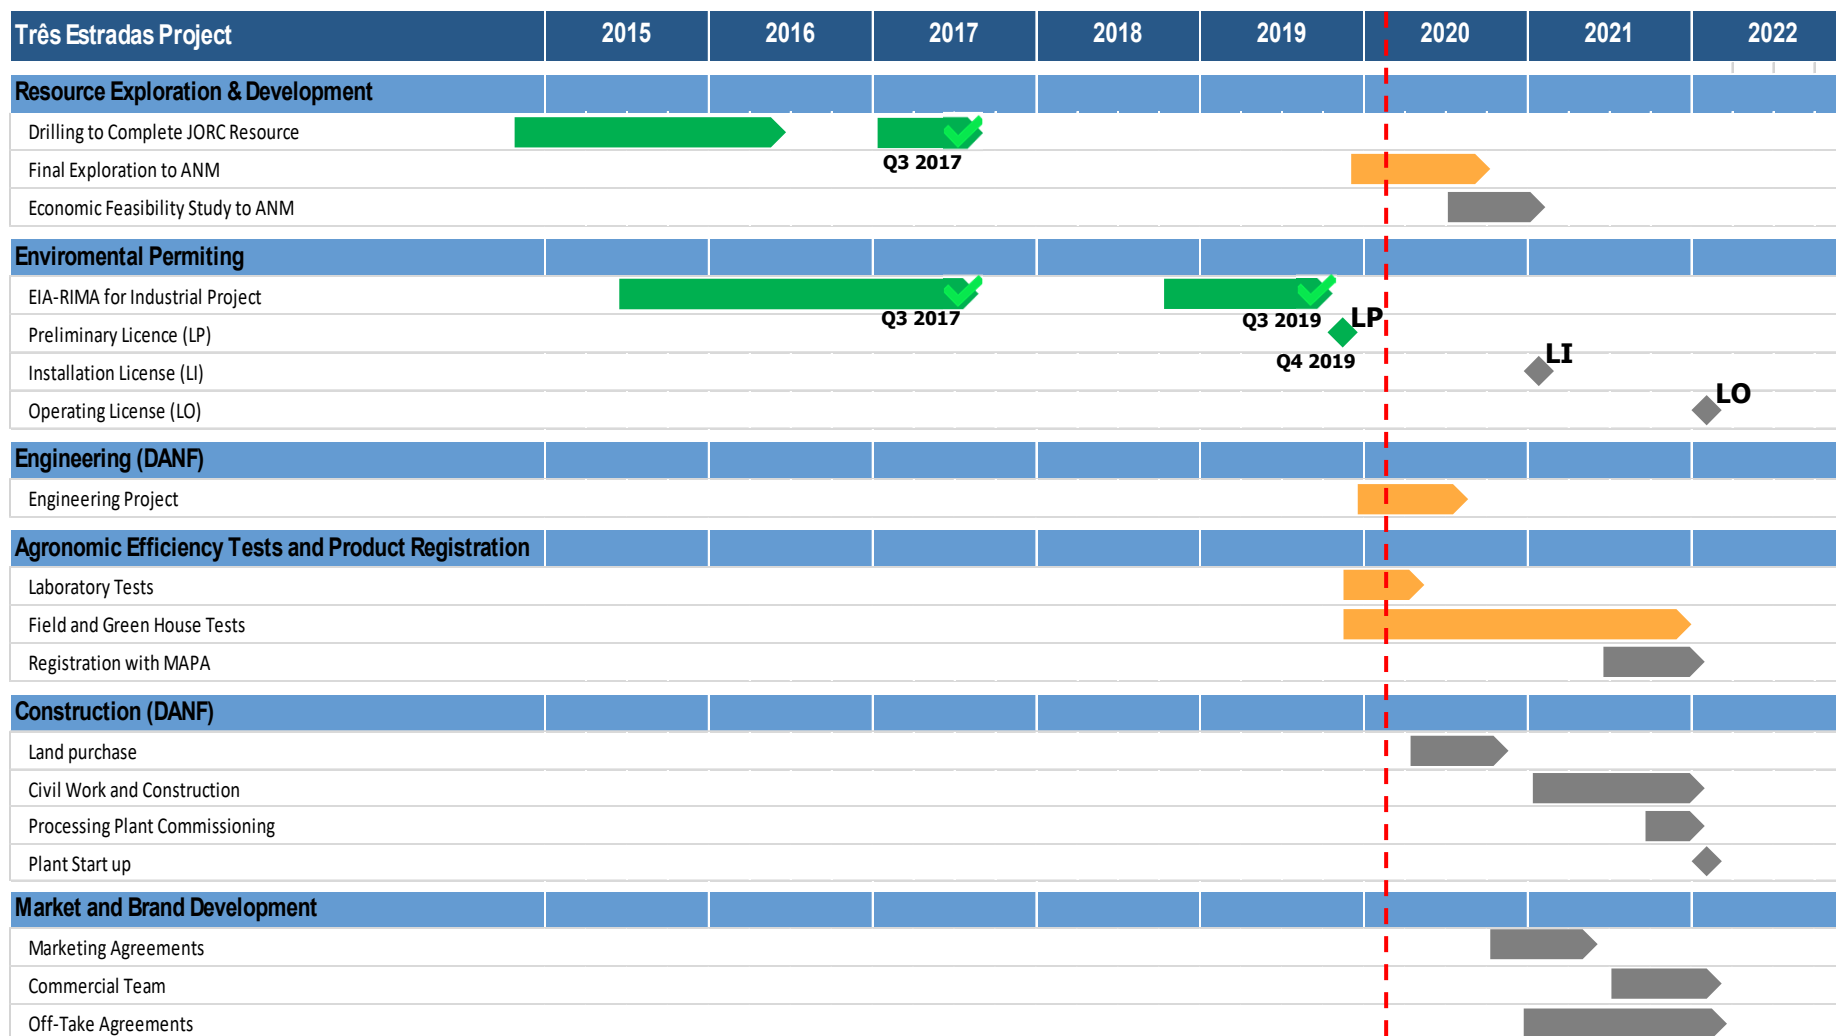 Três Estradas Project 2015 2016 2017 2018 2019 2020 2021 2022
Resource Exploration & Development
Drilling to Complete JORC Resource
Q3 2017
Final Exploration to ANM
Economic Feasibility Study to ANM
Enviromental Permiting
EIA-RIMA for Industrial Project
Q3 2017 Q3 2019
Preliminary Licence (LP) LP
Q4 2019
Installation License (LI) LI
Operating License (LO) LO
Engineering (DANF)
Engineering Project
Agronomic Efficiency Tests and Product Registration
Laboratory Tests
Field and Green House Tests
Registration with MAPA
Construction (DANF)
Land purchase
Civil Work and Construction
Processing Plant Commissioning
Plant Start up
Market and Brand Development
Marketing Agreements
Commercial Team
Off-Take Agreements